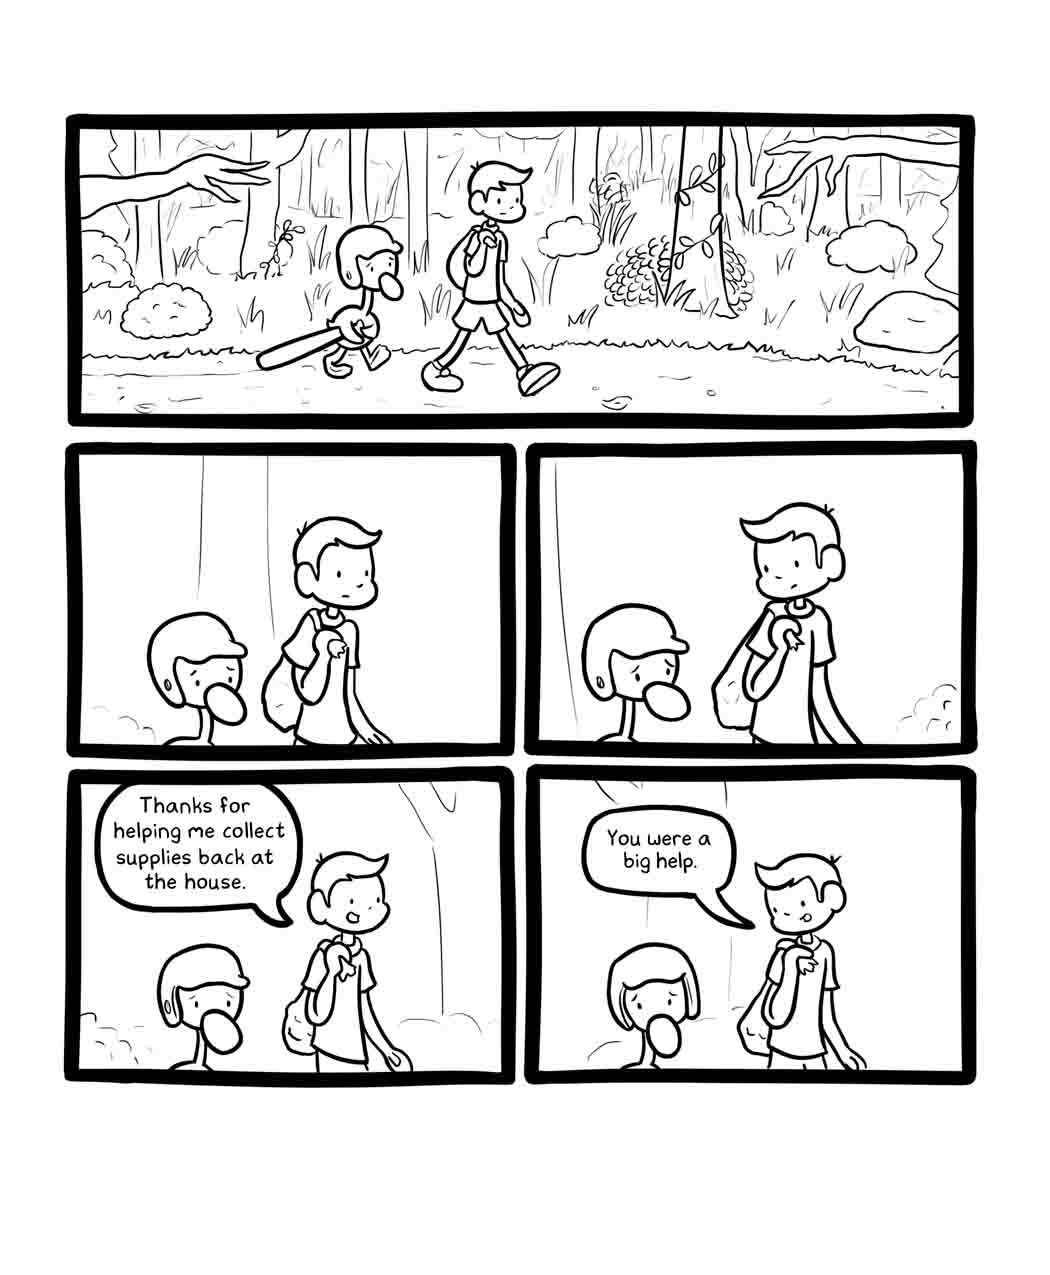 Thanks for
helping me collect
supplies back at
the house.
You were a
big help.